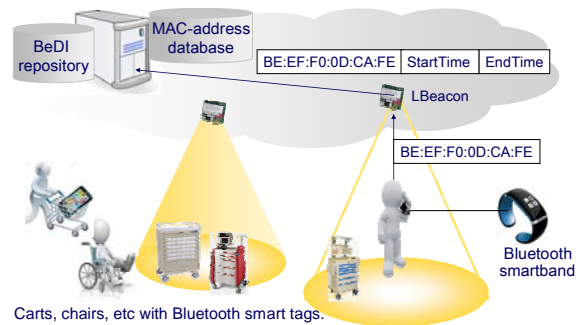 BeDI
repository
MAC-address
database
BE:EF:F0:0D:CA:FE StartTime EndTime
LBeacon
BE:EF:F0:0D:CA:FE
Bluetooth
smartband
Carts, chairs, etc with Bluetooth smart tags.